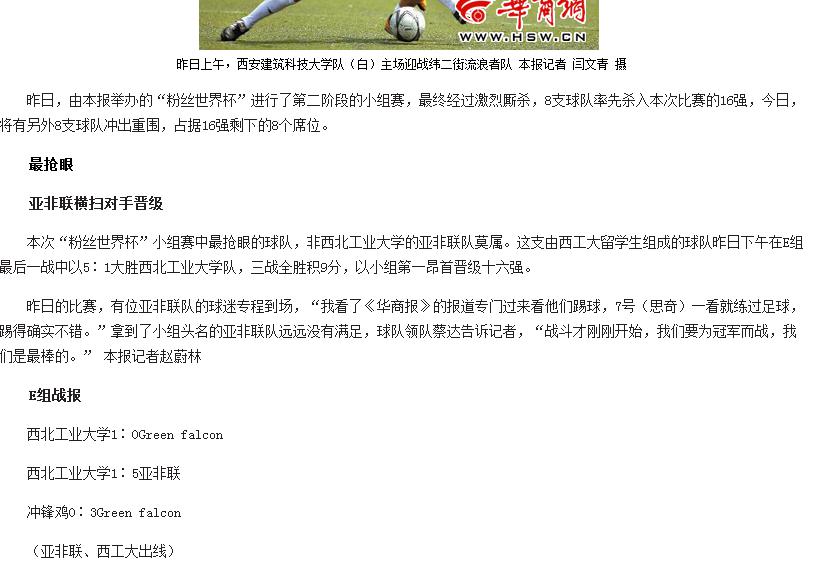 华商网
WWW.HSW.CN
昨日上午，西安建筑科技大学队（白）主场迎战纬二街流浪者队 本报记者 闫文青 摄
昨日，由本报举办的“粉丝世界杯”进行了第二阶段的小组赛，最终经过激烈厮杀，8支球队率先杀入本次比赛的16强，今日，
将有另外8支球队冲出重围，占据16强剩下的8个席位。
最抢眼
亚非联横扫对手晋级
本次“粉丝世界杯”小组赛中最抢眼的球队，非西北工业大学的亚非联队莫属。这支由西工大留学生组成的球队昨日下午在E组
最后一战中以5：1大胜西北工业大学队，三战全胜积9分，以小组第一昂首晋级十六强。
昨日的比赛，有位亚非联队的球迷专程到场，“我看了《华商报》的报道专门过来看他们踢球，7号（思奇）一看就练过足球，
踢得确实不错。”拿到了小组头名的亚非联队远远没有满足，球队领队蔡达告诉记者，“战斗才刚刚开始，我们要为冠军而战，我
们是最棒的。” 本报记者赵蔚林
E组战报
西北工业大学1：0Green falcon
西北工业大学1：5亚非联
冲锋鸡0：3Green falcon
（亚非联、西工大出线）